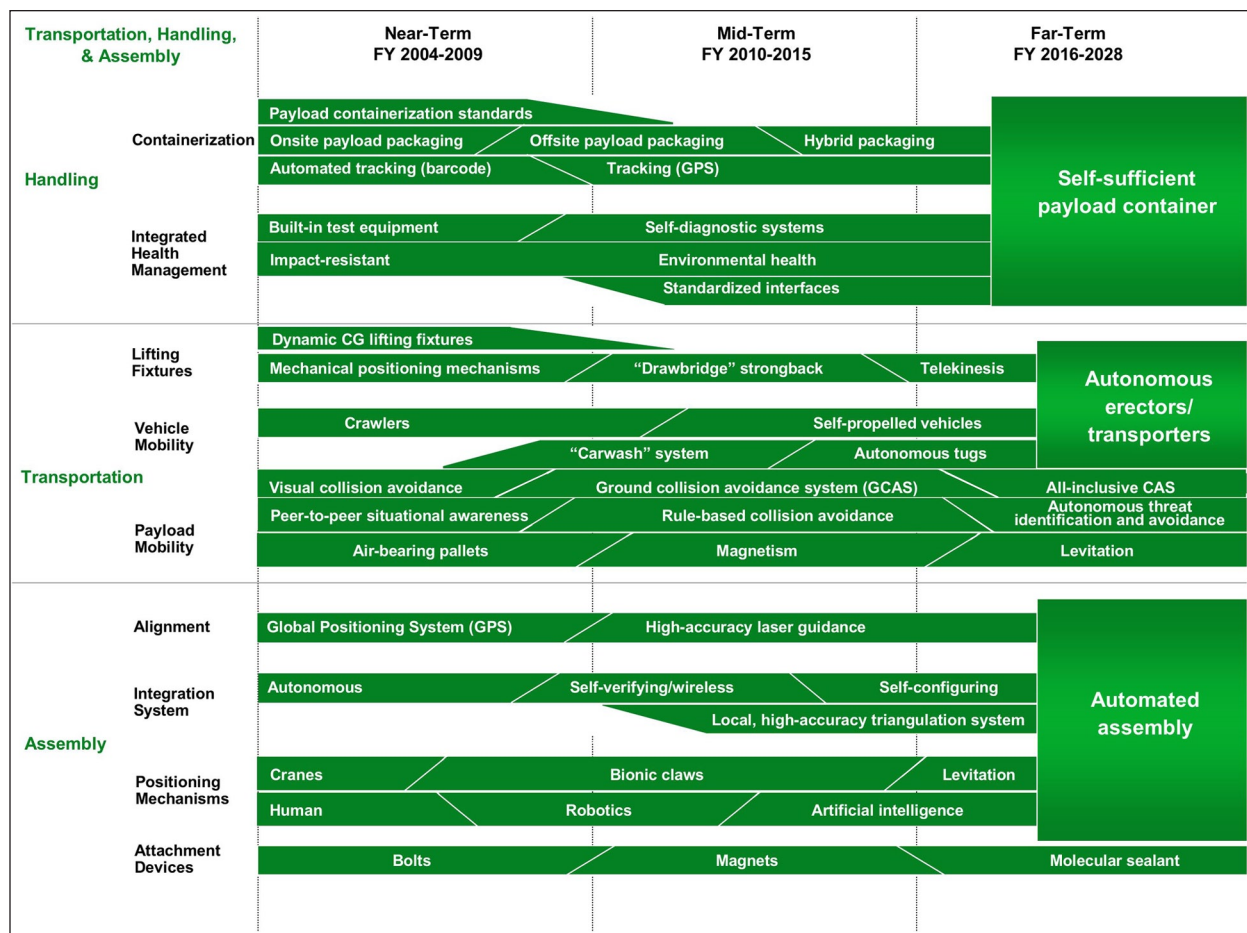 Transportation, Handling,
& Assembly
Near-Term
FY 2004-2009
Mid-Term
FY 2010-2015
Far-Term
FY 2016-2028
Handling
Containerization
Payload containerization standards
Onsite payload packaging
Offsite payload packaging
Hybrid packaging
Automated tracking (barcode)
Tracking (GPS)
Integrated
Health
Management
Built-in test equipment
Self-diagnostic systems
Impact-resistant
Environmental health
Standardized interfaces
Self-sufficient
payload container
Transportation
Lifting
Fixtures
Dynamic CG lifting fixtures
Mechanical positioning mechanisms
“Drawbridge” strongback
Telekinesis
Vehicle
Mobility
Crawlers
Self-propelled vehicles
“Carwash” system
Autonomous tugs
Autonomous
erectors/
transporters
Payload
Mobility
Visual collision avoidance
Ground collision avoidance system (GCAS)
All-inclusive CAS
Peer-to-peer situational awareness
Rule-based collision avoidance
Autonomous threat
identification and avoidance
Air-bearing pallets
Magnetism
Levitation
Assembly
Alignment
Global Positioning System (GPS)
High-accuracy laser guidance
Integration
System
Autonomous
Self-verifying/wireless
Self-configuring
Local, high-accuracy triangulation system
Positioning
Mechanisms
Cranes
Bionic claws
Levitation
Human
Robotics
Artificial intelligence
Automated
assembly
Attachment
Devices
Bolts
Magnets
Molecular sealant